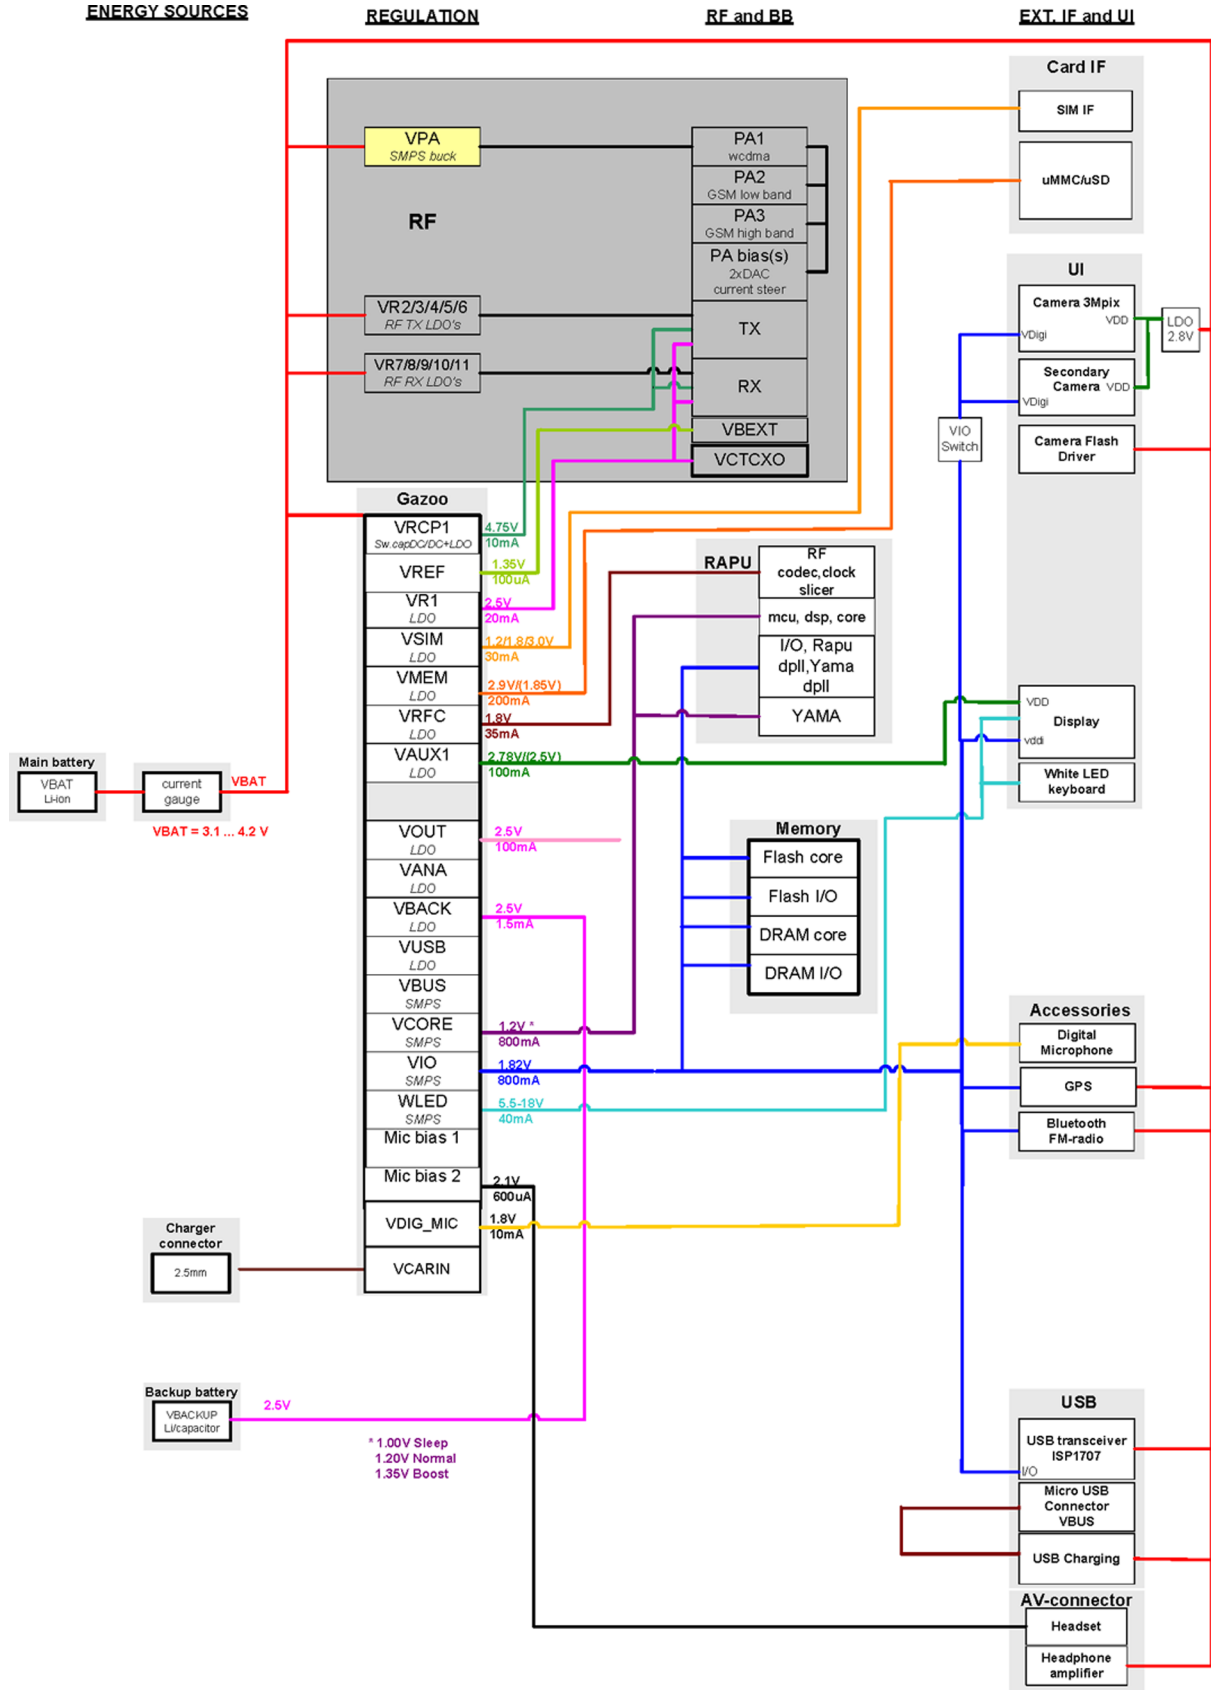 ENERGY SOURCES
REGULATION
RF and BB
EXT. IF and UI
Card IF
SIM IF
uMMC/uSD
VPA
SMPS buck
RF
PA1
wcdma
PA2
GSM low band
PA3
GSM high band
PA bias(s)
2xDAC
current steer
VR2/3/4/5/6
RF TX LDO's
TX
VR7/8/9/10/11
RF RX LDO's
RX
VBEXT
VCTCXO
UI
Camera 3Mpix
VDD
VDigi
LDO
2.8V
Secondary
Camera VDD
VDigi
VIO
Switch
Camera Flash
Driver
Gazoo
VRCP1
Sw.capDC/DC+LDO
4.75V
10mA
VREF
1.35V
100uA
VR1
LDO
2.5V
20mA
VSIM
LDO
1.2/1.8/3.0V
30mA
VMEM
LDO
2.9V/(1.85V)
200mA
VRFC
LDO
1.8V
35mA
VAUX1
LDO
2.78V/(2.5V)
100mA
RAPU
RF
codec,clock
slicer
mcu, dsp, core
I/O, Rapu
dpll,Yama
dpll
YAMA
VDD
Display
vddi
White LED
keyboard
Main battery
VBAT
Li-ion
current
gauge
VBAT
VBAT = 3.1 ... 4.2 V
VOUT
LDO
2.5V
100mA
VANA
LDO
VBACK
LDO
2.5V
1.5mA
VUSB
LDO
VBUS
SMPS
VCORE
SMPS
1.2V *
800mA
VIO
SMPS
1.82V
800mA
WLED
SMPS
5.5-18V
40mA
Mic bias 1
Mic bias 2
2.1V
600uA
VDIG_MIC
1.8V
10mA
VCARIN
Memory
Flash core
Flash I/O
DRAM core
DRAM I/O
Accessories
Digital
Microphone
GPS
Bluetooth
FM-radio
Charger
connector
2.5mm
Backup battery
VBACKUP
Li/capacitor
2.5V
* 1.00V Sleep
1.20V Normal
1.35V Boost
USB
USB transceiver
ISP1707
I/O
Micro USB
Connector
VBUS
USB Charging
AV-connector
Headset
Headphone
amplifier